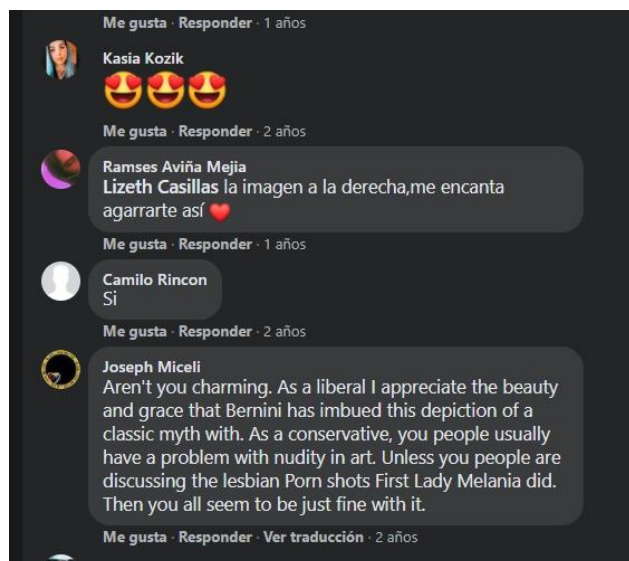 Me gusta · Responder · 1 años
Kasia Kozik
😍😍😍
Me gusta · Responder · 2 años
Ramses Aviña Mejia
Lizeth Casillas la imagen a la derecha,me encanta
agarrarte así ❤️
Me gusta · Responder · 1 años
Camilo Rincon
Si
Me gusta · Responder · 2 años
Joseph Miceli
Aren't you charming. As a liberal I appreciate the beauty
and grace that Bernini has imbued this depiction of a
classic myth with. As a conservative, you people usually
have a problem with nudity in art. Unless you people are
discussing the lesbian Porn shots First Lady Melania did.
Then you all seem to be just fine with it.
Me gusta · Responder · Ver traducción · 2 años